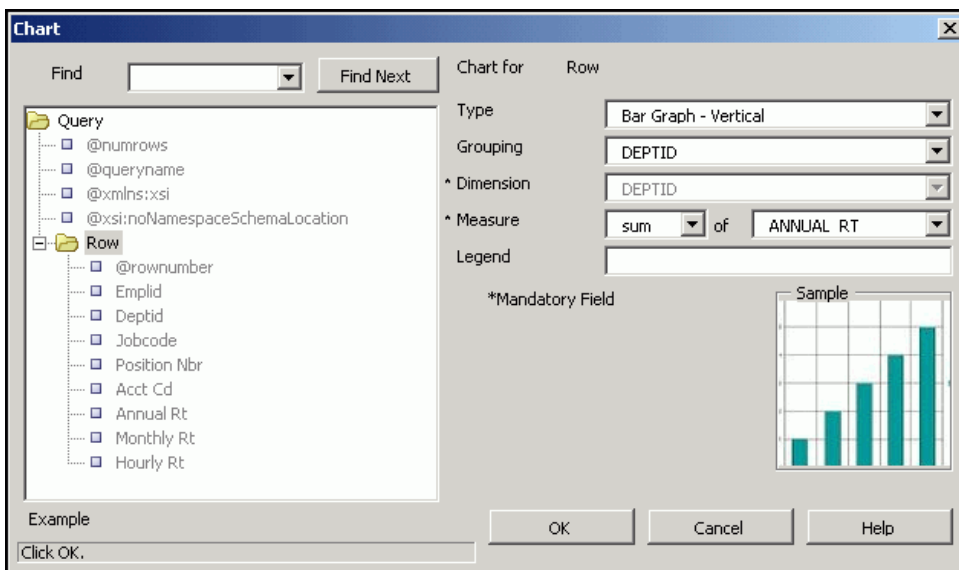 Chart
Find
Find Next
Query
@numrows
@queryname
@xmlns:xsi
@xsi:noNamespaceSchemaLocation
Row
@rownumber
Emplid
Deptid
Jobcode
Position Nbr
Acct Cd
Annual Rt
Monthly Rt
Hourly Rt
Example
Click OK.
Chart for Row
Type Bar Graph - Vertical
Grouping DEPTID
* Dimension DEPTID
* Measure sum of ANNUAL_RT
Legend
*Mandatory Field
Sample
OK Cancel Help